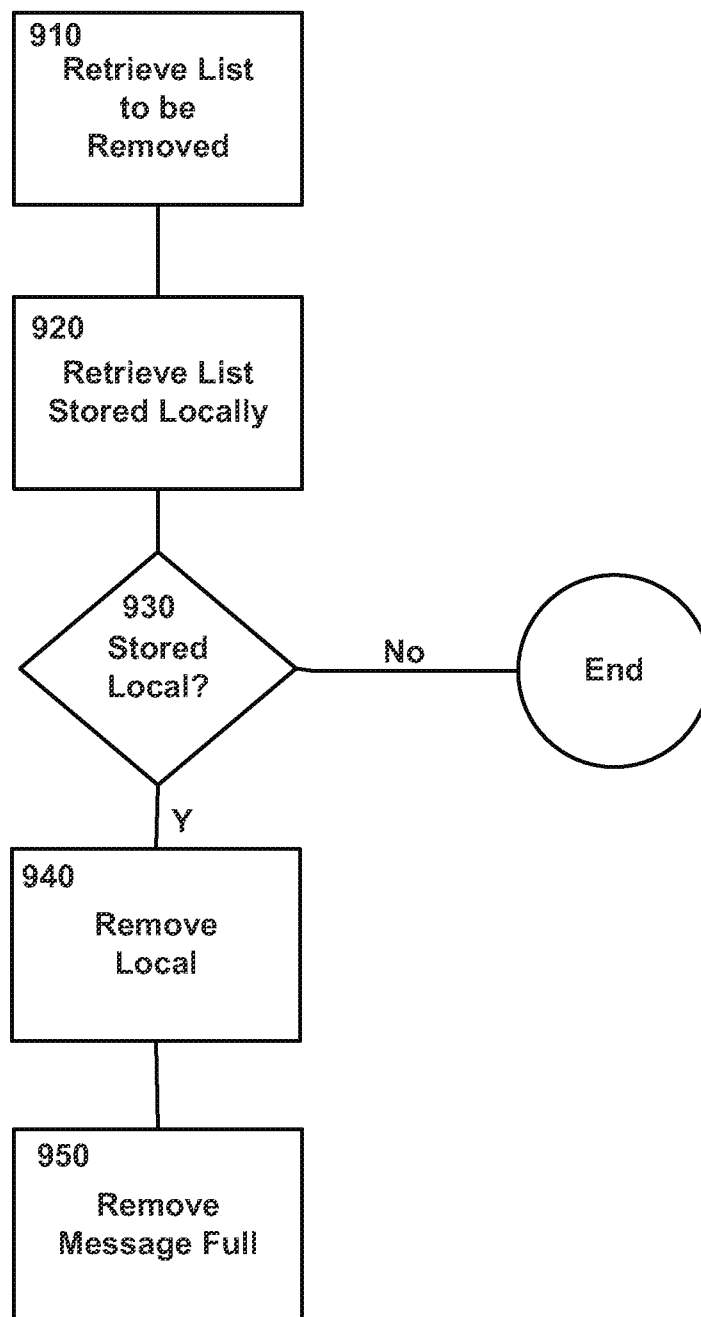 910
Retrieve List
to be
Removed
920
Retrieve List
Stored Locally
930
Stored
Local?
No
End
Y
940
Remove
Local
950
Remove
Message Full